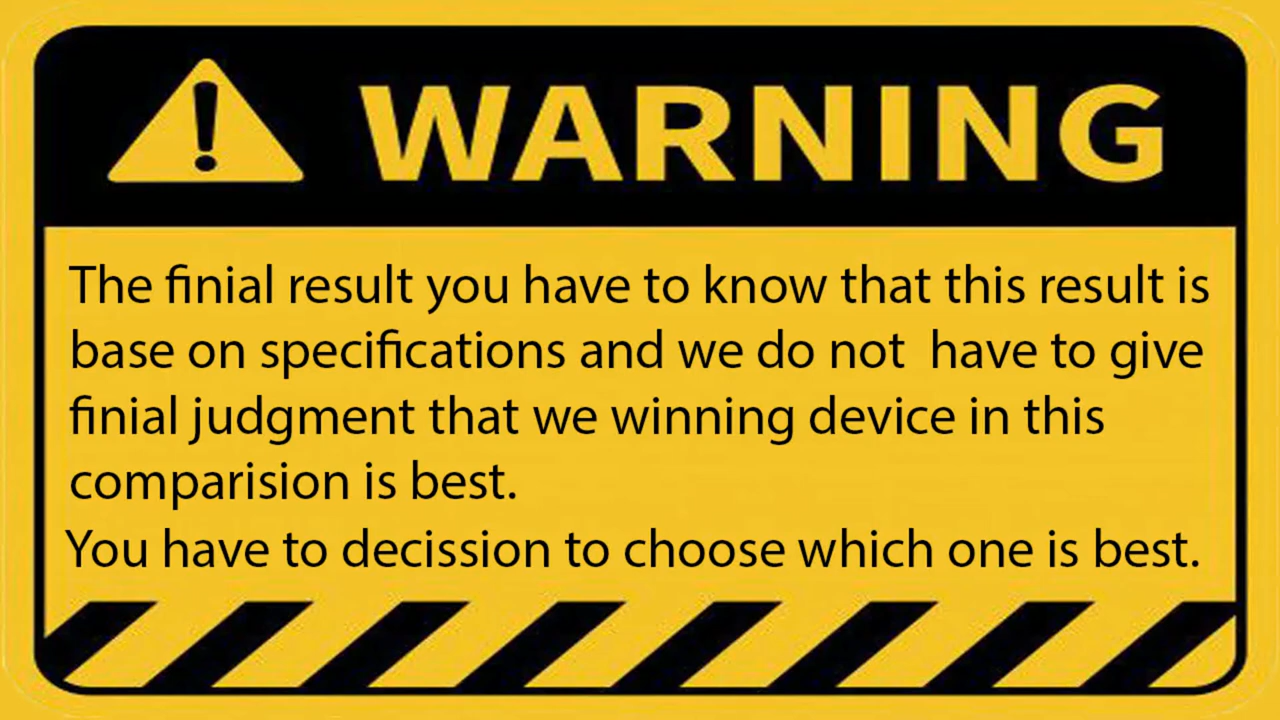 WARNING
The finial result you have to know that this result is
base on specifications and we do not have to give
finial judgment that we winning device in this
comparision is best.
You have to decission to choose which one is best.